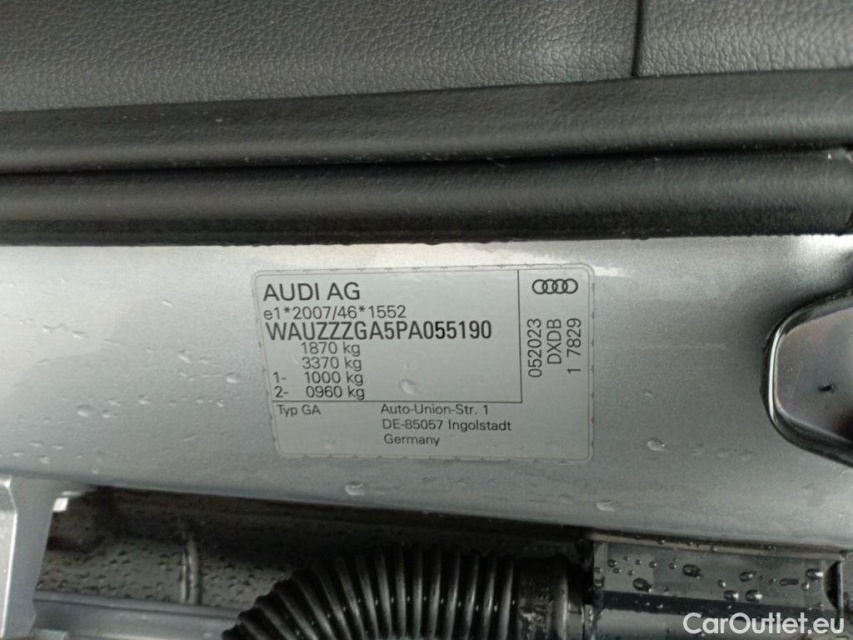 AUDI AG
e1*2007/46*1552
WAUZZZGA5PA055190
1870 kg
3370 kg
1- 1000 kg
2- 0960 kg
Typ GA
Auto-Union-Str. 1
DE-85057 Ingolstadt
Germany
052023
DXDB
1 7829
CarOutlet.eu